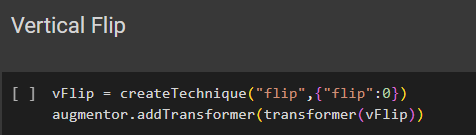 Vertical Flip
[ ] vFlip = createTechnique("flip",{"flip":0})
augmentor.addTransformer(transformer(vFlip))